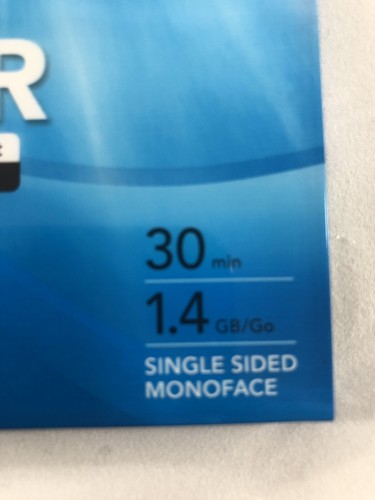 R
30 min
1.4 GB/Go
SINGLE SIDED
MONOFACE